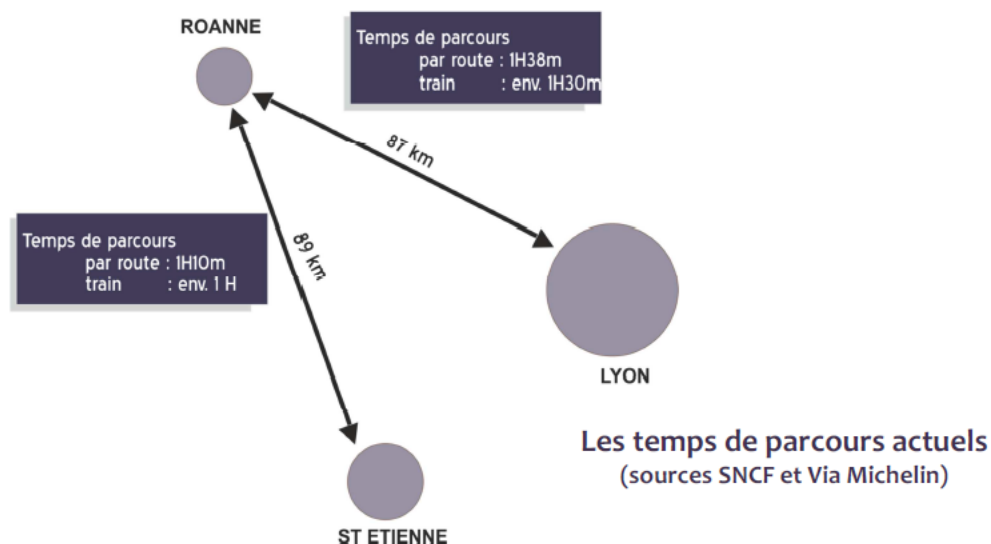 ROANNE
Temps de parcours
par route : 1H38m
train : env. 1H30m
87 km
Temps de parcours
par route : 1H10m
train : env. 1 H
89 km
LYON
Les temps de parcours actuels
(sources SNCF et Via Michelin)
ST ETIENNE